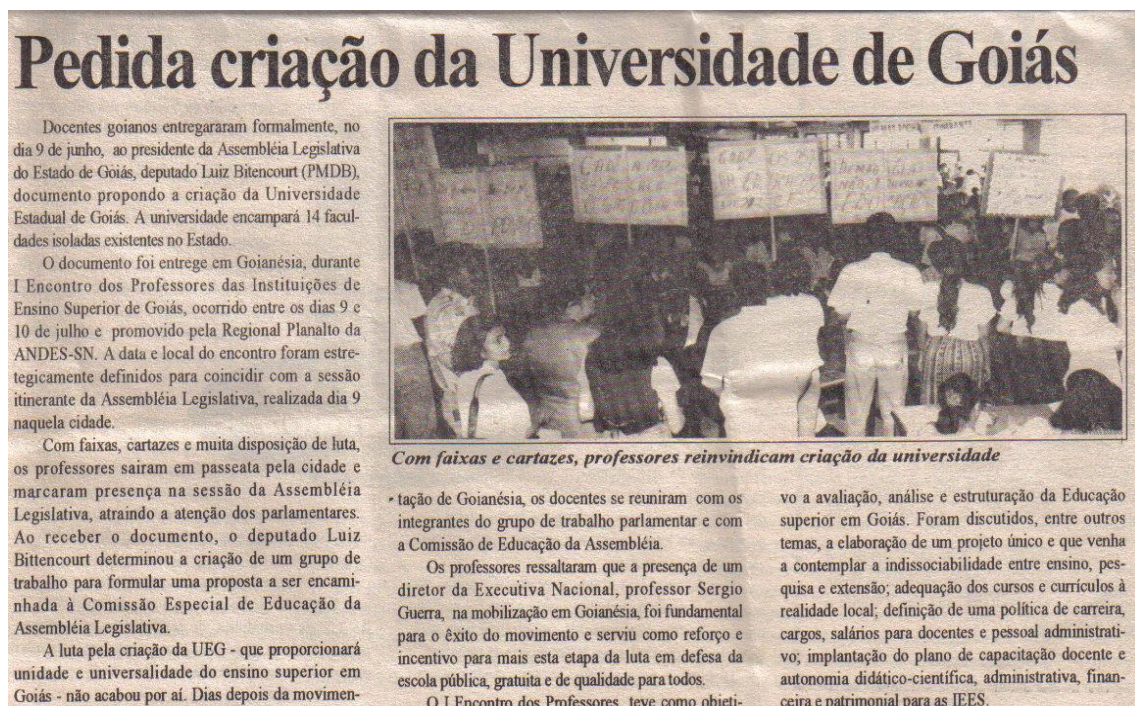 Pedida criação da Universidade de Goiás
Docentes goianos entregararam formalmente, no
dia 9 de junho, ao presidente da Assembléia Legislativa
do Estado de Goiás, deputado Luiz Bitencourt (PMDB),
documento propondo a criação da Universidade
Estadual de Goiás. A universidade encampará 14 facul-
dades isoladas existentes no Estado.
O documento foi entrege em Goianésia, durante
I Encontro dos Professores das Instituições de
Ensino Superior de Goiás, ocorrido entre os dias 9 e
10 de julho e promovido pela Regional Planalto da
ANDES-SN. A data e local do encontro foram estre-
tegicamente definidos para coincidir com a sessão
itinerante da Assembléia Legislativa, realizada dia 9
naquela cidade.
Com faixas, cartazes e muita disposição de luta,
os professores sairam em passeata pela cidade e
marcaram presença na sessão da Assembléia
Legislativa, atraindo a atenção dos parlamentares.
Ao receber o documento, o deputado Luiz
Bittencourt determinou a criação de um grupo de
trabalho para formular uma proposta a ser encami-
nhada à Comissão Especial de Educação da
Assembléia Legislativa.
A luta pela criação da UEG - que proporcionará
unidade e universalidade do ensino superior em
Goiás - não acabou por aí. Dias depois da movimen-
Com faixas e cartazes, professores reinvindicam criação da universidade
tação de Goianésia, os docentes se reuniram com os
integrantes do grupo de trabalho parlamentar e com
a Comissão de Educação da Assembléia.
Os professores ressaltaram que a presença de um
diretor da Executiva Nacional, professor Sergio
Guerra, na mobilização em Goianésia, foi fundamental
para o êxito do movimento e serviu como reforço e
incentivo para mais esta etapa da luta em defesa da
escola pública, gratuita e de qualidade para todos.
O I Encontro dos Professores teve como objeti-
vo a avaliação, análise e estruturação da Educação
superior em Goiás. Foram discutidos, entre outros
temas, a elaboração de um projeto único e que venha
a contemplar a indissociabilidade entre ensino, pes-
quisa e extensão; adequação dos cursos e currículos à
realidade local; definição de uma política de carreira,
cargos, salários para docentes e pessoal administrati-
vo; implantação do plano de capacitação docente e
autonomia didático-científica, administrativa, finan-
ceira e patrimonial para as IEES.